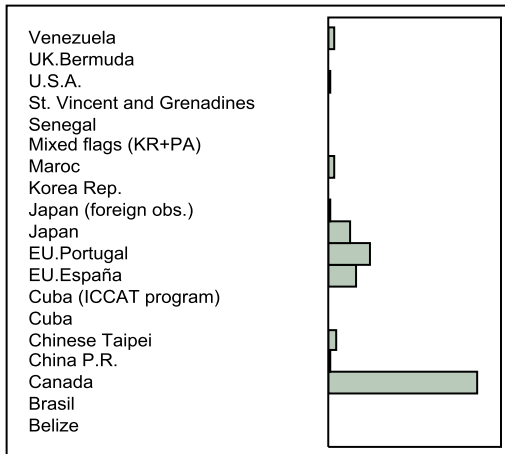 Venezuela
UK.Bermuda
U.S.A.
St. Vincent and Grenadines
Senegal
Mixed flags (KR+PA)
Maroc
Korea Rep.
Japan (foreign obs.)
Japan
EU.Portugal
EU.España
Cuba (ICCAT program)
Cuba
Chinese Taipei
China P.R.
Canada
Brasil
Belize